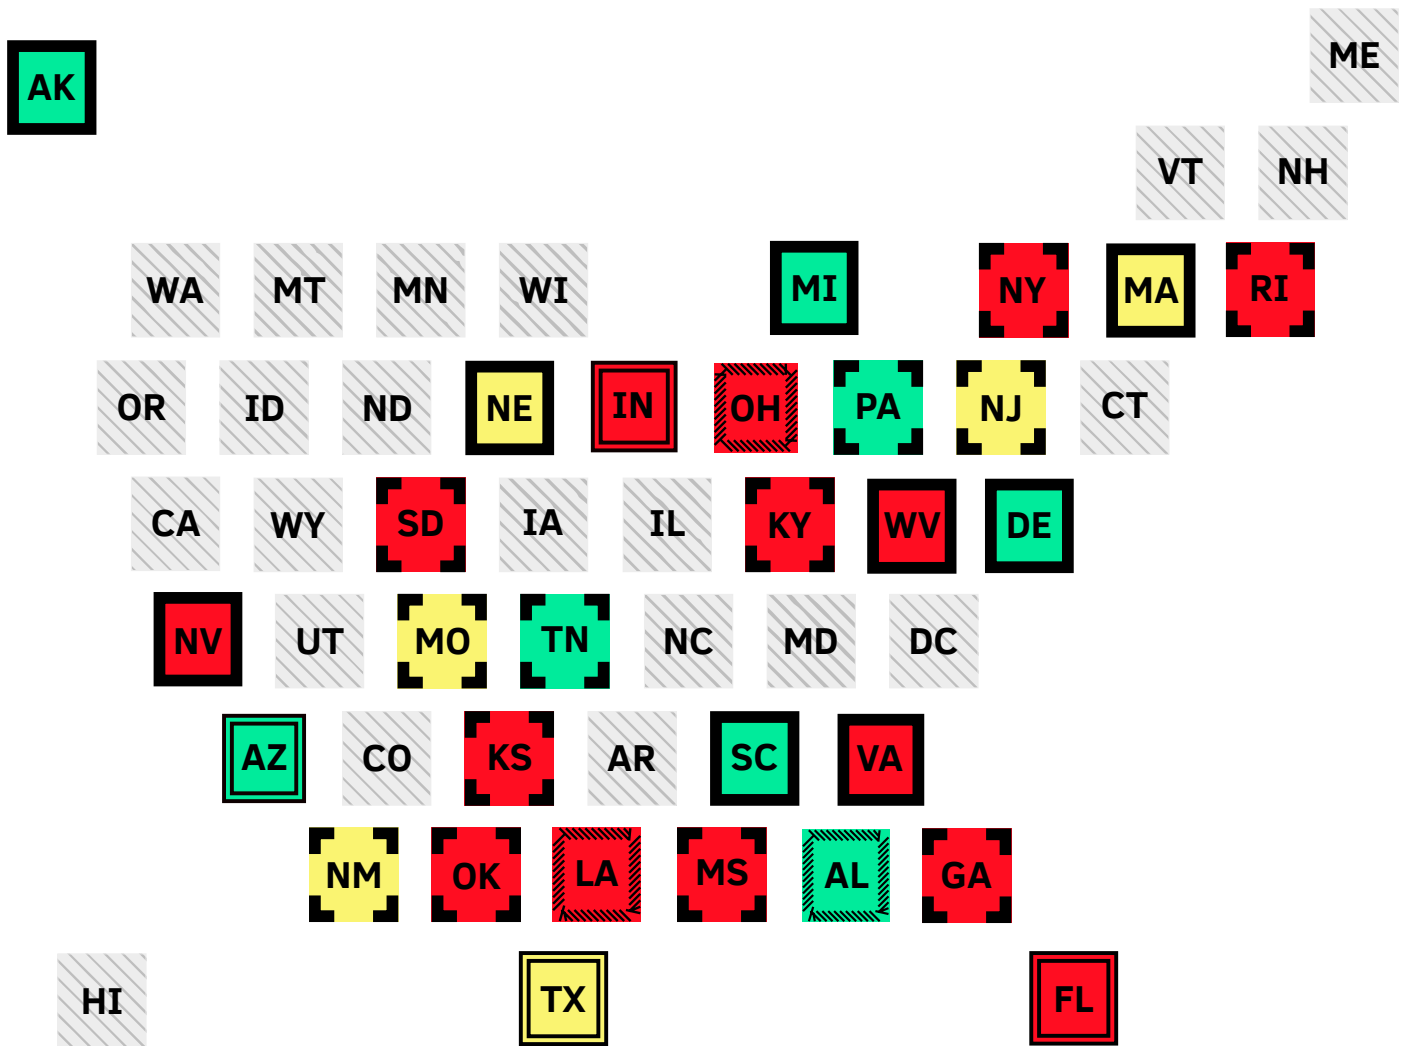 ME
AK
VT NH
WA MT MN WI MI NY MA RI
OR ID ND NE IN OH PA NJ CT
CA WY SD IA IL KY WV DE
NV UT MO TN NC MD DC
AZ CO KS AR SC VA
NM OK LA MS AL GA
HI TX FL